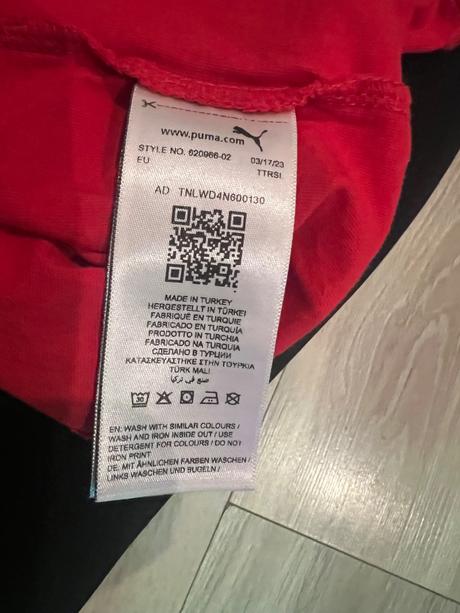 www.puma.com
STYLE NO. 620966-02 03/17/23
EU TTRSI
AD TNLWD4N600130
MADE IN TURKEY
HERGESTELLT IN TÜRKEI
FABRIQUÉ EN TURQUIE
FABRICADO EN TURQUIA
PRODOTTO IN TURCHIA
FABRICADO NA TURQUIA
СДЕЛАНО В ТУРЦИИ
ΚΑΤΑΣΚΕΥΑΣΤΗΚΕ ΣΤΗΝ ΤΟΥΡΚΙΑ
TÜRK MALI
صنع في تركيا
30
EN: WASH WITH SIMILAR COLOURS /
WASH AND IRON INSIDE OUT / USE
DETERGENT FOR COLOURS / DO NOT
IRON PRINT
DE: MIT ÄHNLICHEN FARBEN WASCHEN /
LINKS WASCHEN UND BÜGELN /